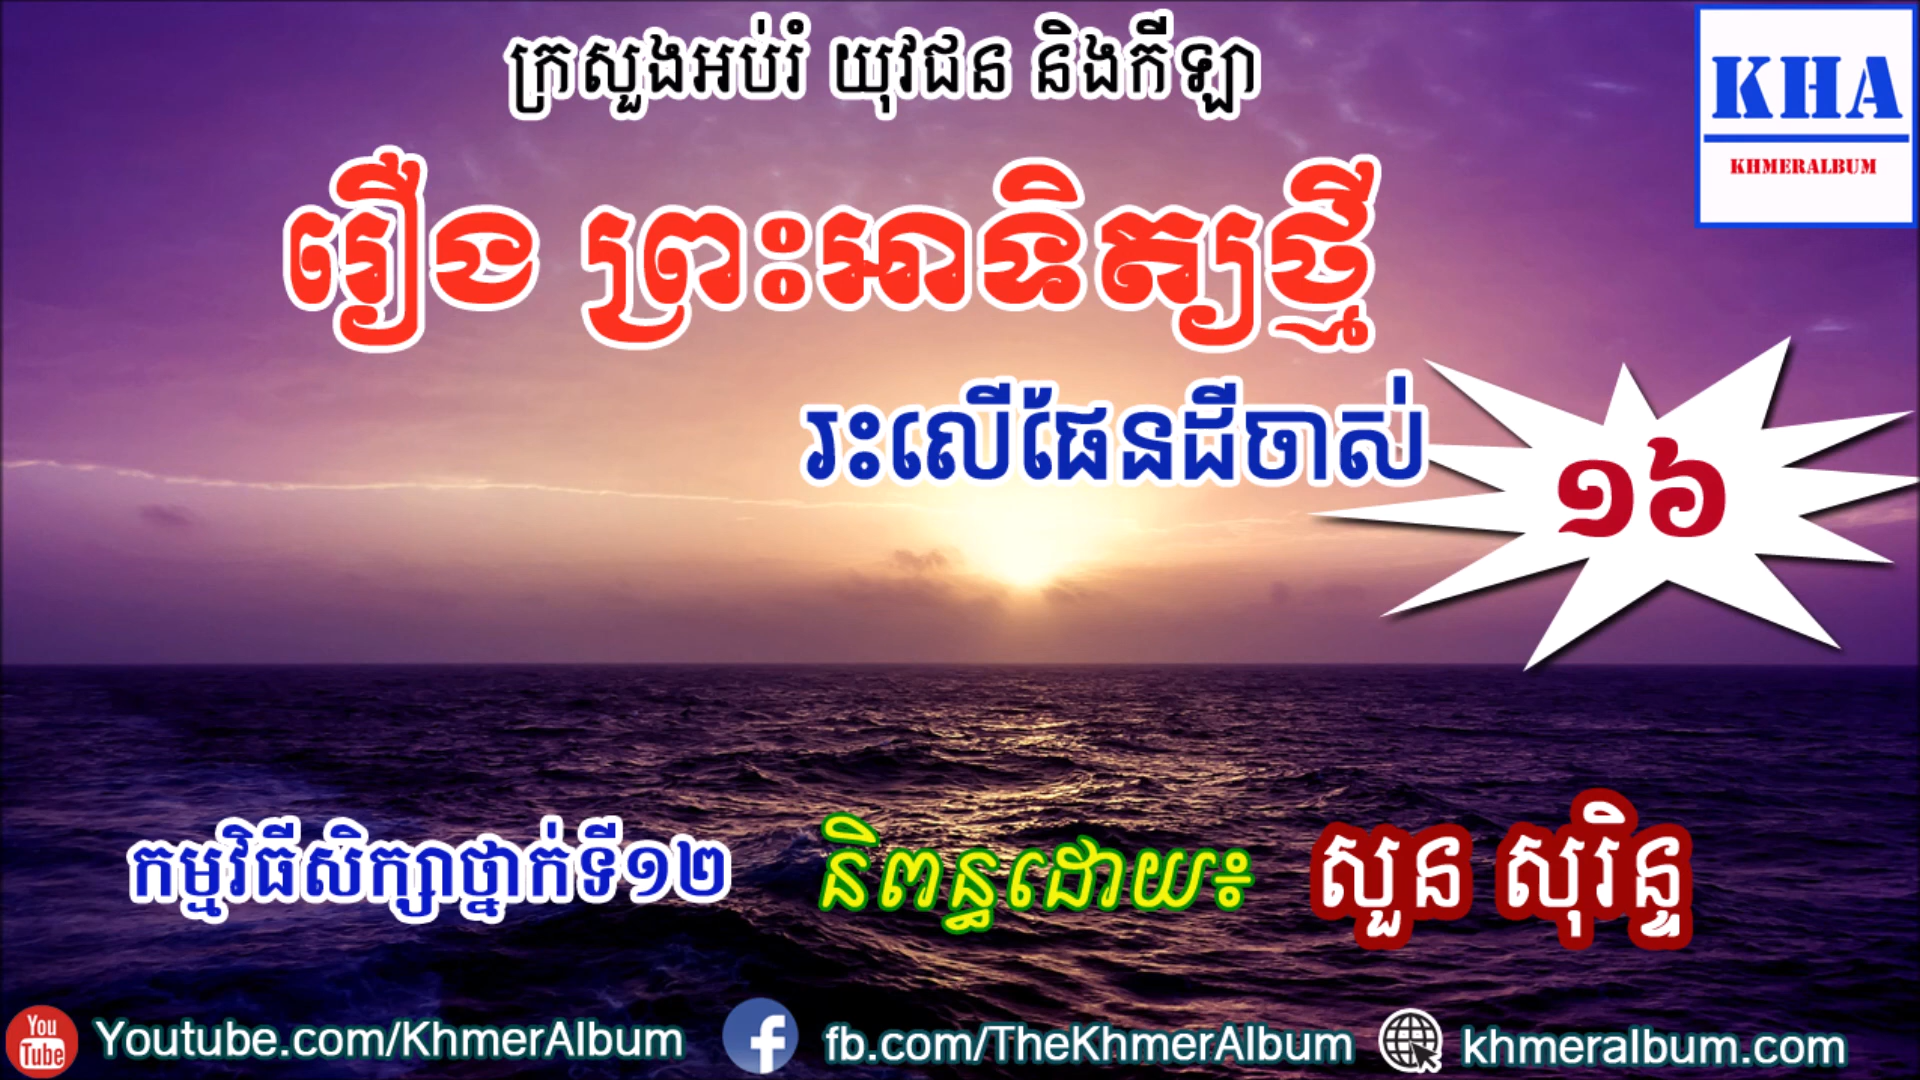 ក្រសួងអប់រំ យុវជន និងកីឡា
KHA
KHMERALBUM
រឿង ព្រះអាទិត្យថ្មី
រះលើផែនដីចាស់
១៦
កម្មវិធីសិក្សាថ្នាក់ទី១២
និពន្ធដោយ៖ សួន សុរិន្ទ
You Tube
Youtube.com/KhmerAlbum
f fb.com/TheKhmerAlbum
khmeralbum.com